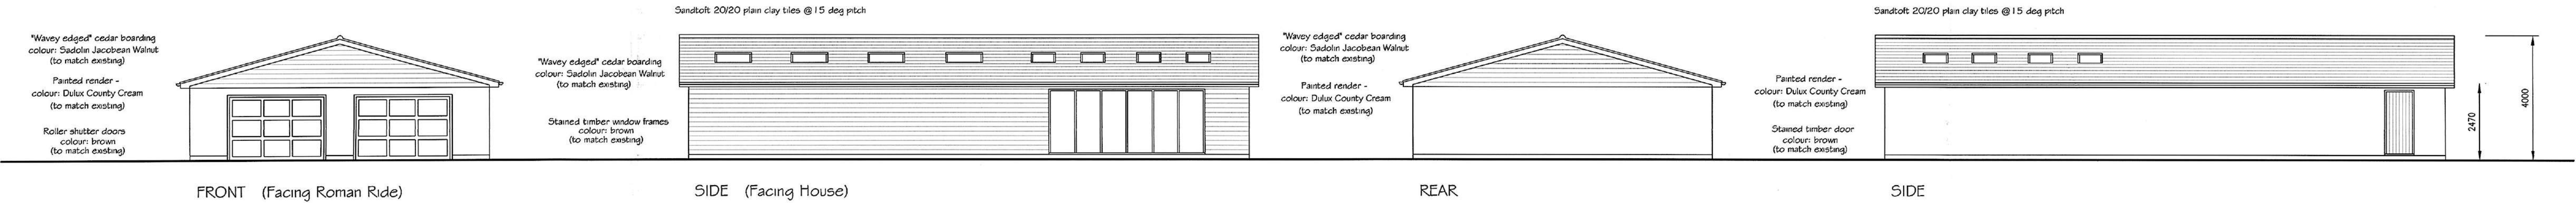 Sandtoft 20/20 plain clay tiles @ 15 deg pitch
Sandtoft 20/20 plain clay tiles @ 15 deg pitch
"Wavey edged" cedar boarding
colour: Sadolin Jacobean Walnut
(to match existing)
Painted render -
colour: Dulux County Cream
(to match existing)
Roller shutter doors
colour: brown
(to match existing)
FRONT (Facing Roman Ride)
"Wavey edged" cedar boarding
colour: Sadolin Jacobean Walnut
(to match existing)
Stained timber window frames
colour: brown
(to match existing)
SIDE (Facing House)
"Wavey edged" cedar boarding
colour: Sadolin Jacobean Walnut
(to match existing)
Painted render -
colour: Dulux County Cream
(to match existing)
REAR
Painted render -
colour: Dulux County Cream
(to match existing)
Stained timber door
colour: brown
(to match existing)
SIDE
2470
4000